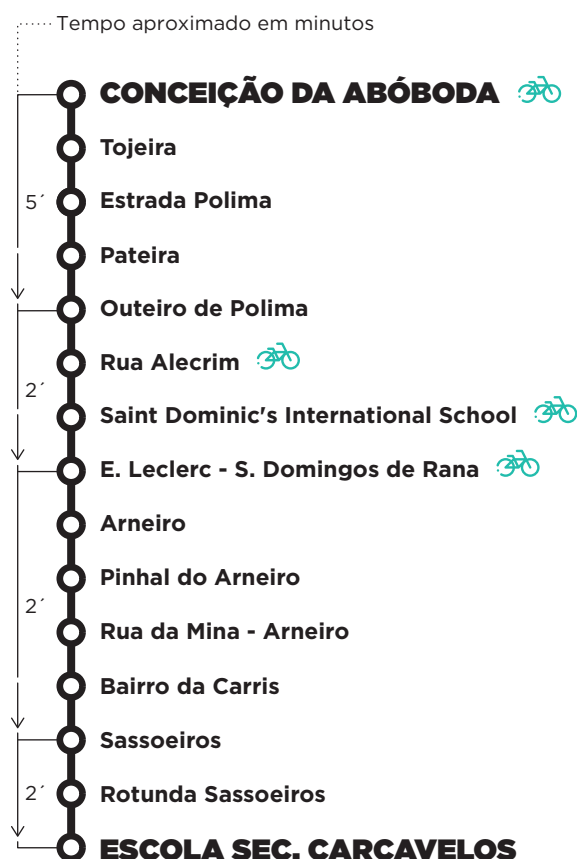 Tempo aproximado em minutos
CONCEIÇÃO DA ABÓBODA
Tojeira
5´ Estrada Polima
Pateira
Outeiro de Polima
Rua Alecrim
2´
Saint Dominic's International School
E. Leclerc - S. Domingos de Rana
Arneiro
Pinhal do Arneiro
2´
Rua da Mina - Arneiro
Bairro da Carris
Sassoeiros
2´ Rotunda Sassoeiros
ESCOLA SEC. CARCAVELOS